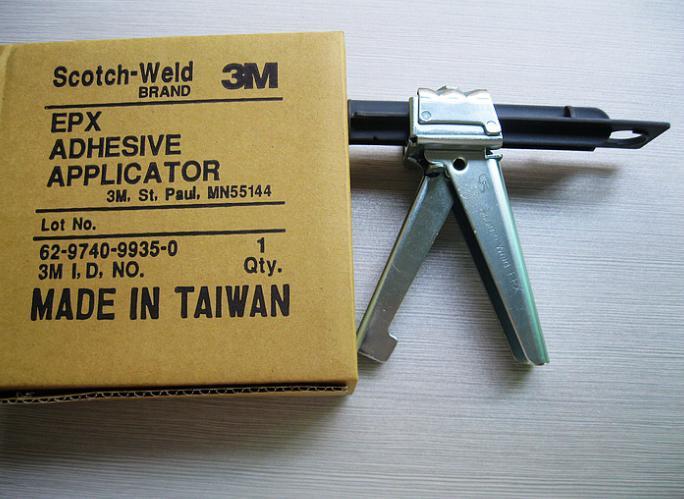 Scotch-Weld 3M
BRAND
EPX
ADHESIVE
APPLICATOR
3M, St. Paul, MN55144
Lot No.
62-9740-9935-0 1
3M I, D, NO. Qty.
MADE IN TAIWAN